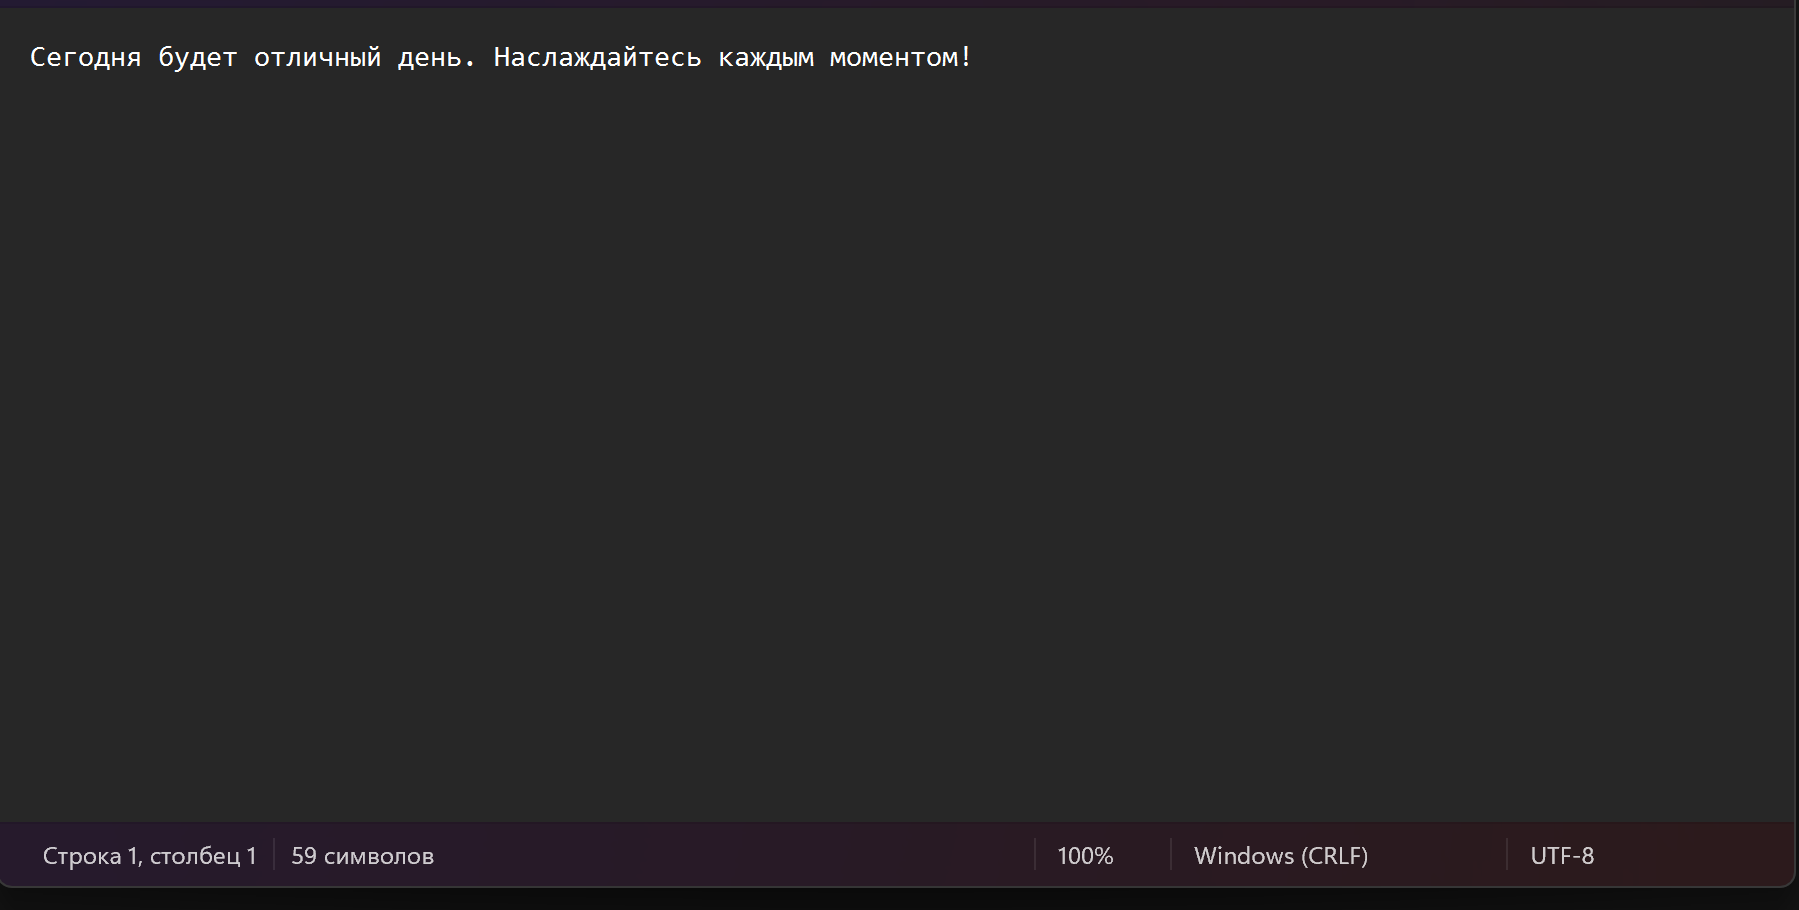 Сегодня будет отличный день. Наслаждайтесь каждым моментом!
Строка 1, столбец 1 59 символов 100% Windows (CRLF) UTF-8